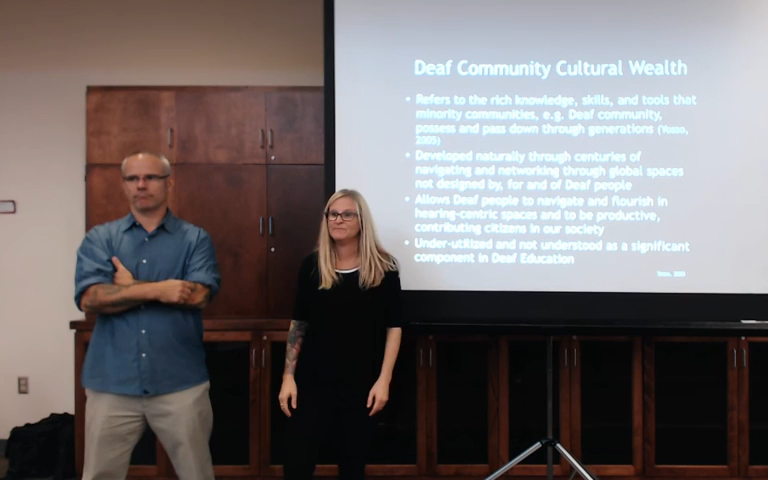 Deaf Community Cultural Wealth
• Refers to the rich knowledge, skills, and tools that
minority communities, e.g. Deaf community,
possess and pass down through generations (Yosso,
2005)
• Developed naturally through centuries of
navigating and networking through global spaces
not designed by, for and of Deaf people
• Allows Deaf people to navigate and flourish in
hearing-centric spaces and to be productive,
contributing citizens in our society
• Under-utilized and not understood as a significant
component in Deaf Education
Yosso, 2005